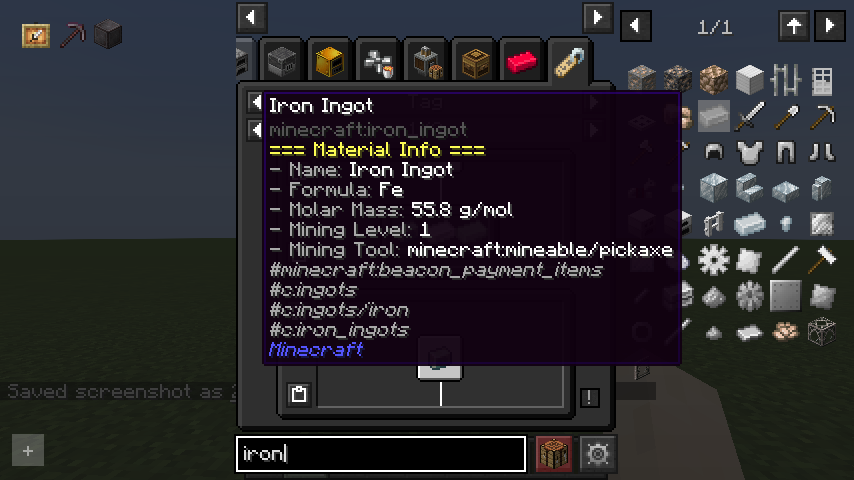 1/1
Iron Ingot
minecraft:iron_ingot
=== Material Info ===
– Name: Iron Ingot
– Formula: Fe
– Molar Mass: 55.8 g/mol
– Mining Level: 1
– Mining Tool: minecraft:mineable/pickaxe
#minecraft:beacon_payment_items
#c:ingots
#c:ingots/iron
#c:iron_ingots
Minecraft
Saved screenshot as 2
iron